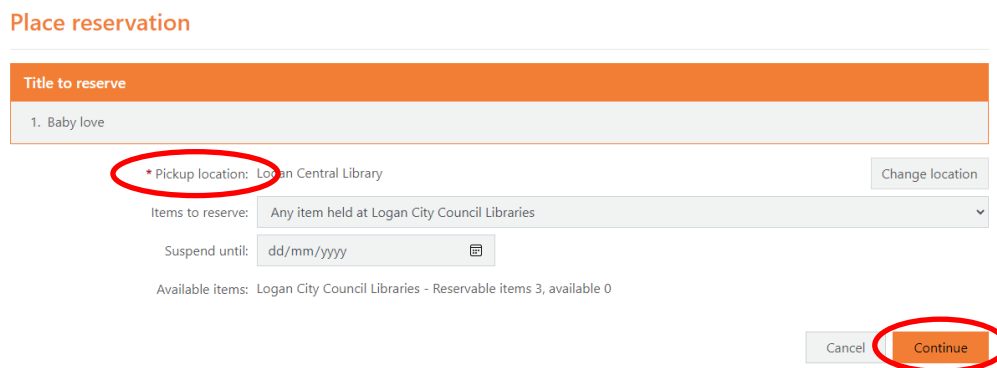 Place reservation
Title to reserve
1. Baby love
* Pickup location: Logan Central Library Change location
Items to reserve: Any item held at Logan City Council Libraries
Suspend until: dd/mm/yyyy
Available items: Logan City Council Libraries - Reservable items 3, available 0
Cancel Continue